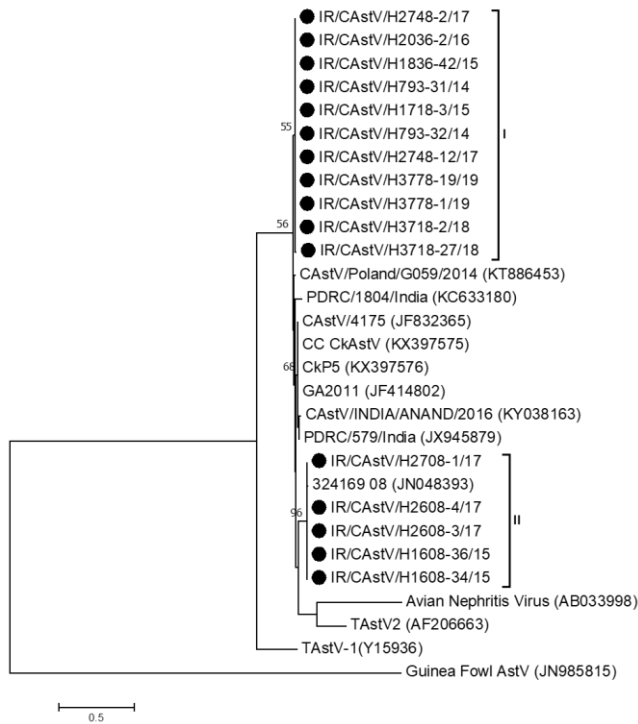 IR/CAstV/H2748-2/17
IR/CAstV/H2036-2/16
IR/CAstV/H1836-42/15
IR/CAstV/H793-31/14
IR/CAstV/H1718-3/15
55
IR/CAstV/H793-32/14
I
IR/CAstV/H2748-12/17
IR/CAstV/H3778-19/19
IR/CAstV/H3778-1/19
56
IR/CAstV/H3718-2/18
IR/CAstV/H3718-27/18
CAstV/Poland/G059/2014 (KT886453)
PDRC/1804/India (KC633180)
CAstV/4175 (JF832365)
CC CkAstV (KX397575)
68
CkP5 (KX397576)
GA2011 (JF414802)
CAstV/INDIA/ANAND/2016 (KY038163)
PDRC/579/India (JX945879)
IR/CAstV/H2708-1/17
324169 08 (JN048393)
96
IR/CAstV/H2608-4/17
II
IR/CAstV/H2608-3/17
IR/CAstV/H1608-36/15
IR/CAstV/H1608-34/15
Avian Nephritis Virus (AB033998)
TAstV2 (AF206663)
TAstV-1(Y15936)
Guinea Fowl AstV (JN985815)
0.5